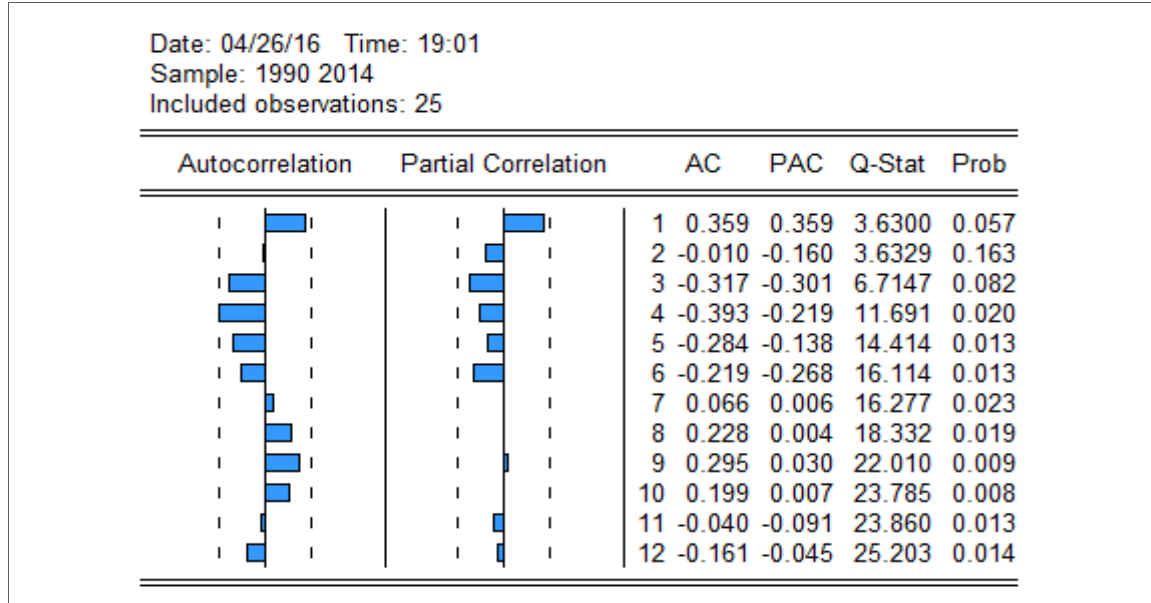 Date: 04/26/16 Time: 19:01
Sample: 1990 2014
Included observations: 25
Autocorrelation Partial Correlation AC PAC Q-Stat Prob
1 0.359 0.359 3.6300 0.057
2 -0.010 -0.160 3.6329 0.163
3 -0.317 -0.301 6.7147 0.082
4 -0.393 -0.219 11.691 0.020
5 -0.284 -0.138 14.414 0.013
6 -0.219 -0.268 16.114 0.013
7 0.066 0.006 16.277 0.023
8 0.228 0.004 18.332 0.019
9 0.295 0.030 22.010 0.009
10 0.199 0.007 23.785 0.008
11 -0.040 -0.091 23.860 0.013
12 -0.161 -0.045 25.203 0.014